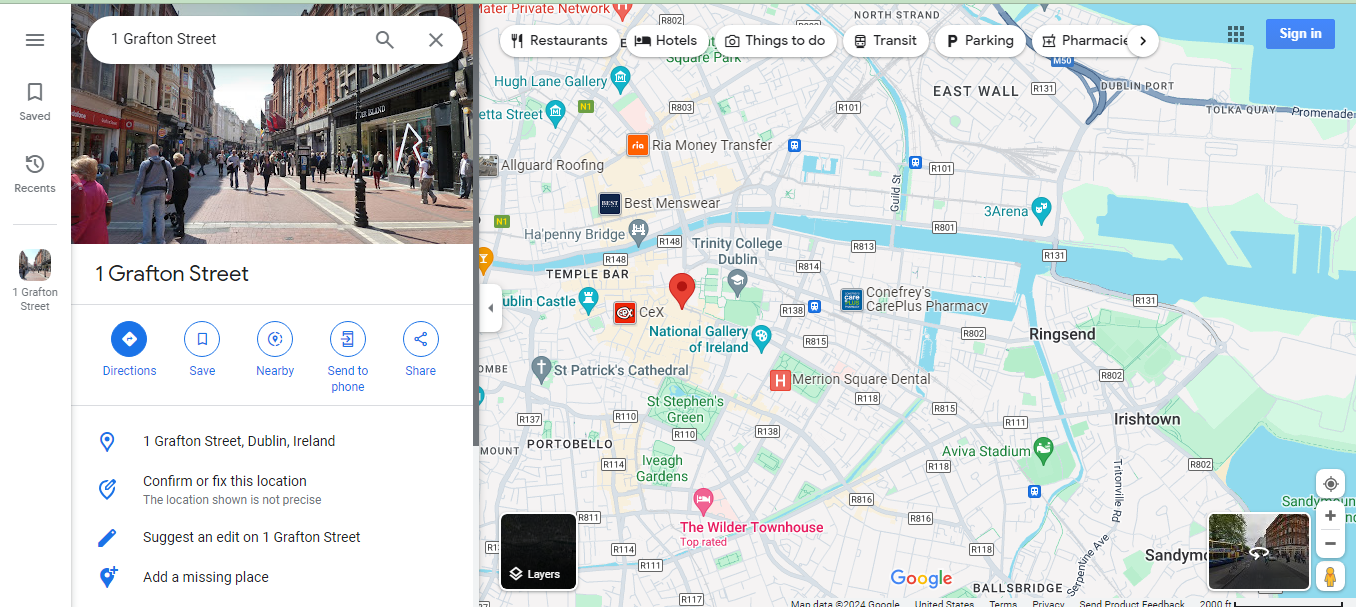 1 Grafton Street
Saved
Recents
1 Grafton
Street
1 Grafton Street
Directions
Save
Nearby
Send to
phone
Share
1 Grafton Street, Dublin, Ireland
Confirm or fix this location
The location shown is not precise
Suggest an edit on 1 Grafton Street
Add a missing place
Restaurants
Hotels
Things to do
Transit
Parking
Pharmacie
Sign in
Mater Private Network
R802
NORTH STRAND
Square Park
M50
DUBLIN PORT
EAST WALL
R131
TOLKA QUAY
Promenade
Hugh Lane Gallery
N1
R803
R101
etta Street
ria
Ria Money Transfer
Allguard Roofing
R101
Guild St
BEST
Best Menswear
3Arena
N1
Ha'penny Bridge
R148
Trinity College
Dublin
R801
R813
R148
R814
R131
TEMPLE BAR
ublin Castle
CeX
R138
care
PLUS
Conefrey's
CarePlus Pharmacy
R131
National Gallery
of Ireland
R815
R802
Ringsend
OMBE
St Patrick's Cathedral
H
Merrion Square Dental
R802
R118
St Stephen's
Green
R815
R137
R110
R110
R138
R111
Irishtown
MOUNT
PORTOBELLO
Aviva Stadium
Iveagh
Gardens
R114
R118
R802
Tritonville Rd
R816
The Wilder Townhouse
Top rated
R811
R816
R114
R111
R118
Serpentine Ave
Layers
Google
BALLSBRIDGE
R117
Map data ©2024 Google
United States
Terms
Privacy
Send Product Feedback
2000 ft